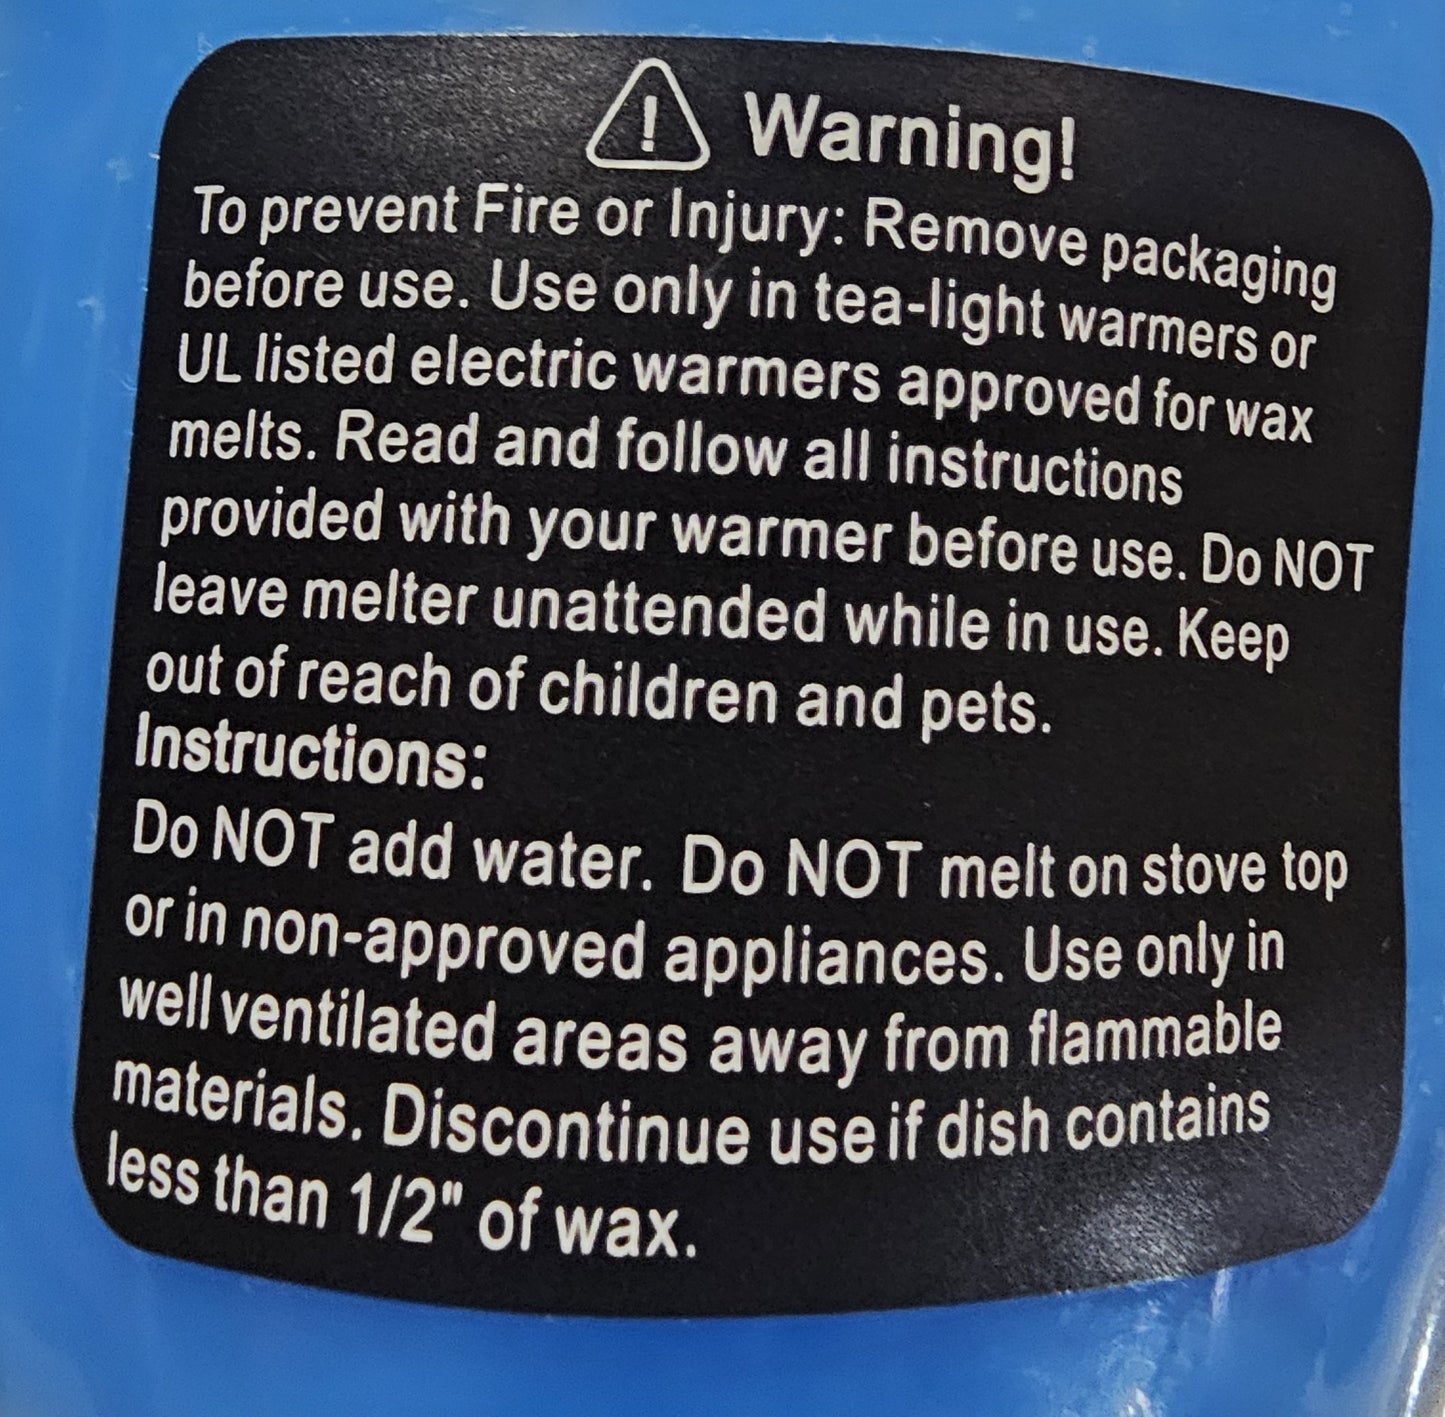 Warning!
To prevent Fire or Injury: Remove packaging
before use. Use only in tea-light warmers or
UL listed electric warmers approved for wax
melts. Read and follow all instructions
provided with your warmer before use. Do NOT
leave melter unattended while in use. Keep
out of reach of children and pets.
Instructions:
Do NOT add water. Do NOT melt on stove top
or in non-approved appliances. Use only in
well ventilated areas away from flammable
materials. Discontinue use if dish contains
less than 1/2" of wax.